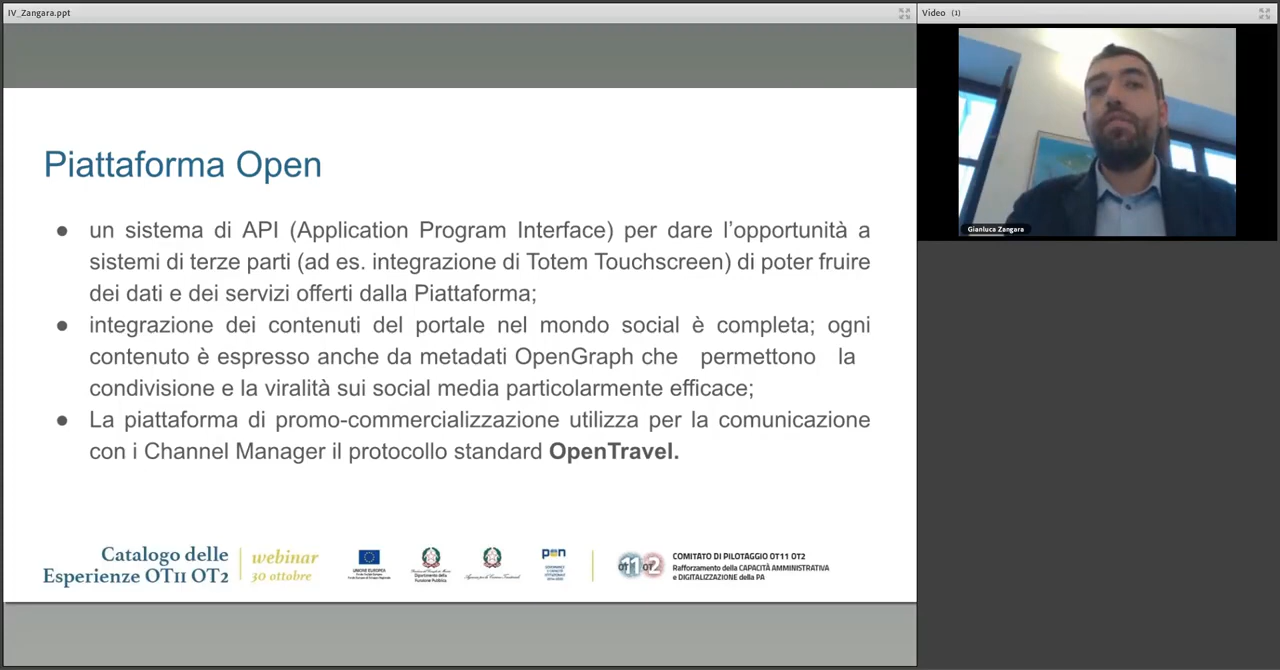 IV_Zangara.ppt
Video (1)
Gianluca Zangara
Piattaforma Open
● un sistema di API (Application Program Interface) per dare l’opportunità a
sistemi di terze parti (ad es. integrazione di Totem Touchscreen) di poter fruire
dei dati e dei servizi offerti dalla Piattaforma;
● integrazione dei contenuti del portale nel mondo social è completa; ogni
contenuto è espresso anche da metadati OpenGraph che permettono la
condivisione e la viralità sui social media particolarmente efficace;
● La piattaforma di promo-commercializzazione utilizza per la comunicazione
con i Channel Manager il protocollo standard OpenTravel.
Catalogo delle
Esperienze OT11 OT2
webinar
30 ottobre
UNIONE EUROPEA
pon
OT11 OT2
COMITATO DI PILOTAGGIO OT11 OT2
Rafforzamento della CAPACITÀ AMMINISTRATIVA
e DIGITALIZZAZIONE della PA